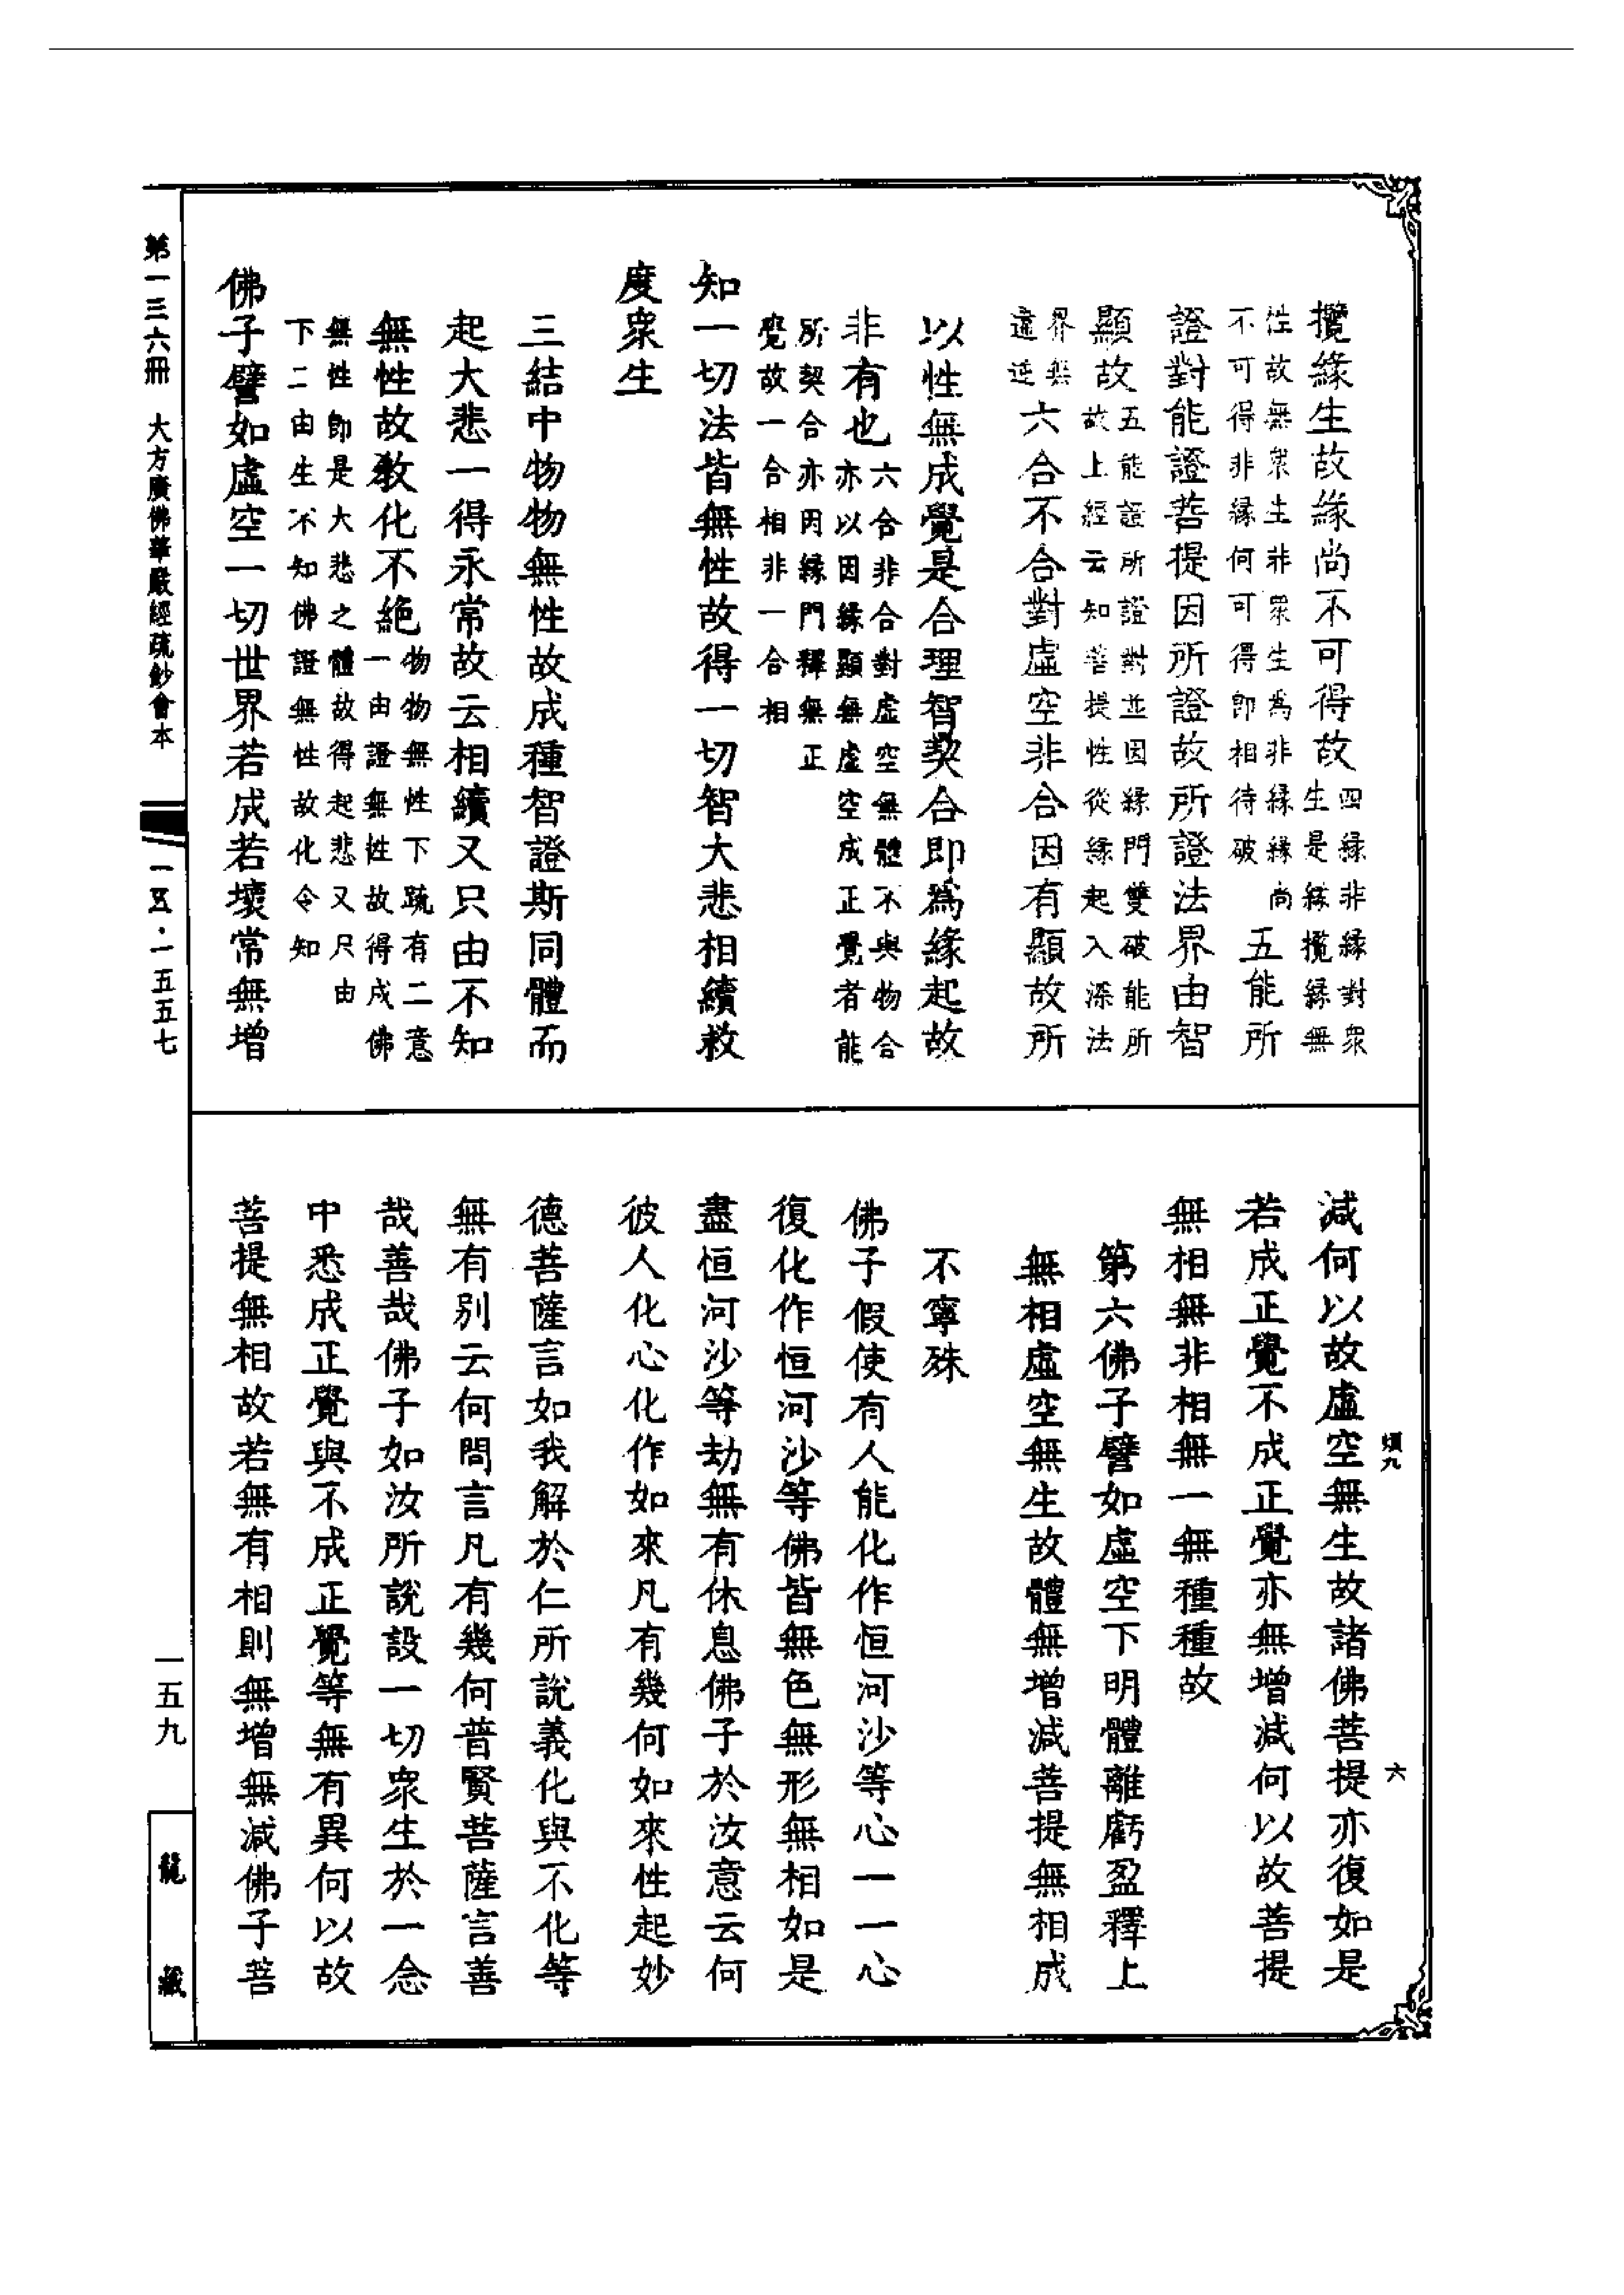 攬緣生故緣尚不可得故四緣非緣對衆生是緣攬緣無
性故無衆生非衆生為非緣緣尚不可得非緣何可得即相待破五能所
證對能證菩提因所證故所證法界由智
顯故五能證所證對並因緣門雙破能所故上經云知菩提性從緣起入深法
界無違逆六合不合對虛空非合因有顯故所
以性無成覺是合理智契合即為緣起故
非有也六合非合對虛空無體不與物合亦以因緣顯無虛空成正覺者能
所契合亦因緣門釋無正覺故一合相非一合相
知一切法皆無性故得一切智大悲相續救
度衆生
三結中物物無性故成種智證斯同體而
起大悲一得永常故云相續又只由不知
無性故教化不絕物物無性下疏有二意一由證無性故得成佛
無性即是大悲之體故得起悲又只由下二由生不知佛證無性故化令知
佛子譬如虛空一切世界若成若壞常無增
減何以故虛空無生故諸佛菩提亦復如是
若成正覺不成正覺亦無增減何以故菩提
無相無非相無一無種種故
第六佛子譬如虛空下明體離虧盈釋上
無相虛空無生故體無增減菩提無相成
不寧殊
佛子假使有人能化作恒河沙等心一一心
復化作恒河沙等佛皆無色無形無相如是
盡恒河沙等劫無有休息佛子於汝意云何
彼人化心化作如來凡有幾何如來性起妙
德菩薩言如我解於仁所說義化與不化等
無有別云何問言凡有幾何普賢菩薩言善
哉善哉佛子如汝所說設一切衆生於一念
中悉成正覺與不成正覺等無有異何以故
菩提無相故若無有相則無增無減佛子菩
煩九
六
第一三六冊 大方廣佛華嚴經疏鈔會本
一五·一五五七
一五九
龍藏